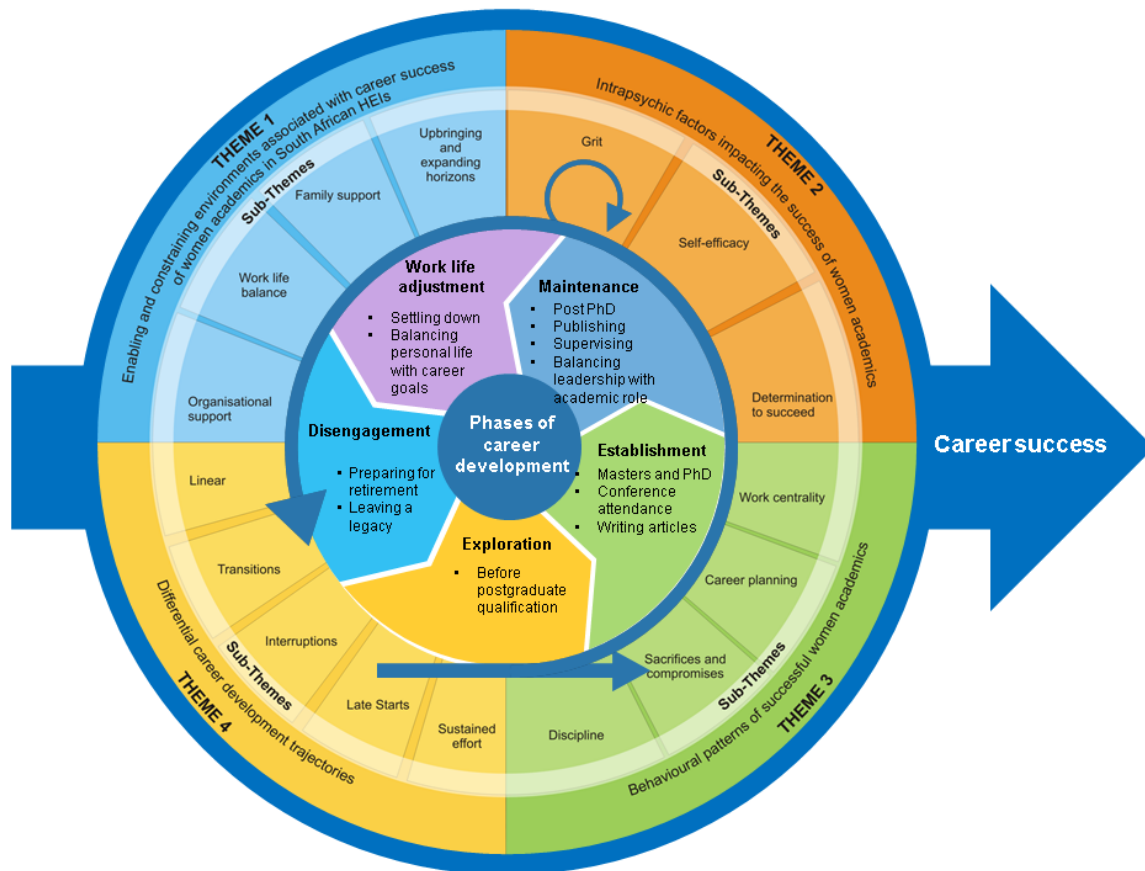 THEME 1
Enabling and constraining environments associated with career success
of women academics in South African HEIs
Sub-Themes
Upbringing
and
expanding
horizons
Family support
Work life
balance
Organisational
support
THEME 2
Intrapsychic factors impacting the success of women academics
Sub-Themes
Grit
Self-efficacy
Determination
to succeed
THEME 3
Behavioural patterns of successful women academics
Sub-Themes
Work centrality
Career planning
Sacrifices and
compromises
Discipline
THEME 4
Differential career development trajectories
Sub-Themes
Linear
Transitions
Interruptions
Late Starts
Sustained
effort
Phases of
career
development
Work life
adjustment
▪ Settling down
▪ Balancing
personal life
with career
goals
Maintenance
▪ Post PhD
▪ Publishing
▪ Supervising
▪ Balancing
leadership with
academic role
Establishment
▪ Masters and PhD
▪ Conference
attendance
▪ Writing articles
Exploration
▪ Before
postgraduate
qualification
Disengagement
▪ Preparing for
retirement
▪ Leaving a
legacy
Career success